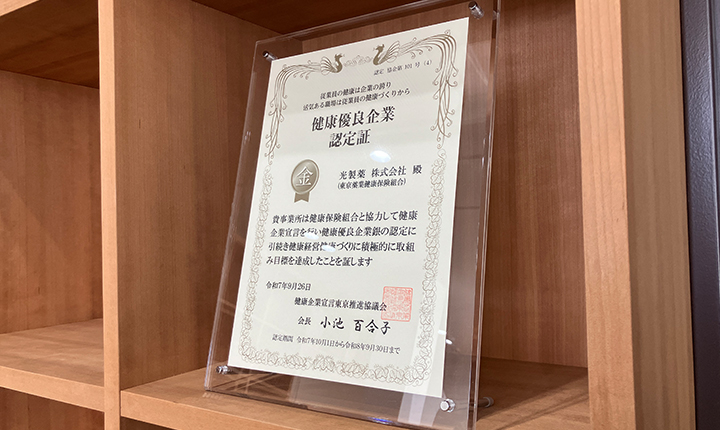 認定 協企第 101 号 (4)
従業員の健康は企業の誇り
活気ある職場は従業員の健康づくりから
健康優良企業
認定証
金
光製薬 株式会社 殿
(東京薬業健康保険組合)
貴事業所は健康保険組合と協力して健康
企業宣言を行い健康優良企業銀の認定に
引続き健康経営健康づくりに積極的に取組
み目標を達成したことを証します
令和7年9月26日
健康企業宣言東京推進協議会
会長 小池 百合子
認定期間 令和7年10月1日から令和8年9月30日まで